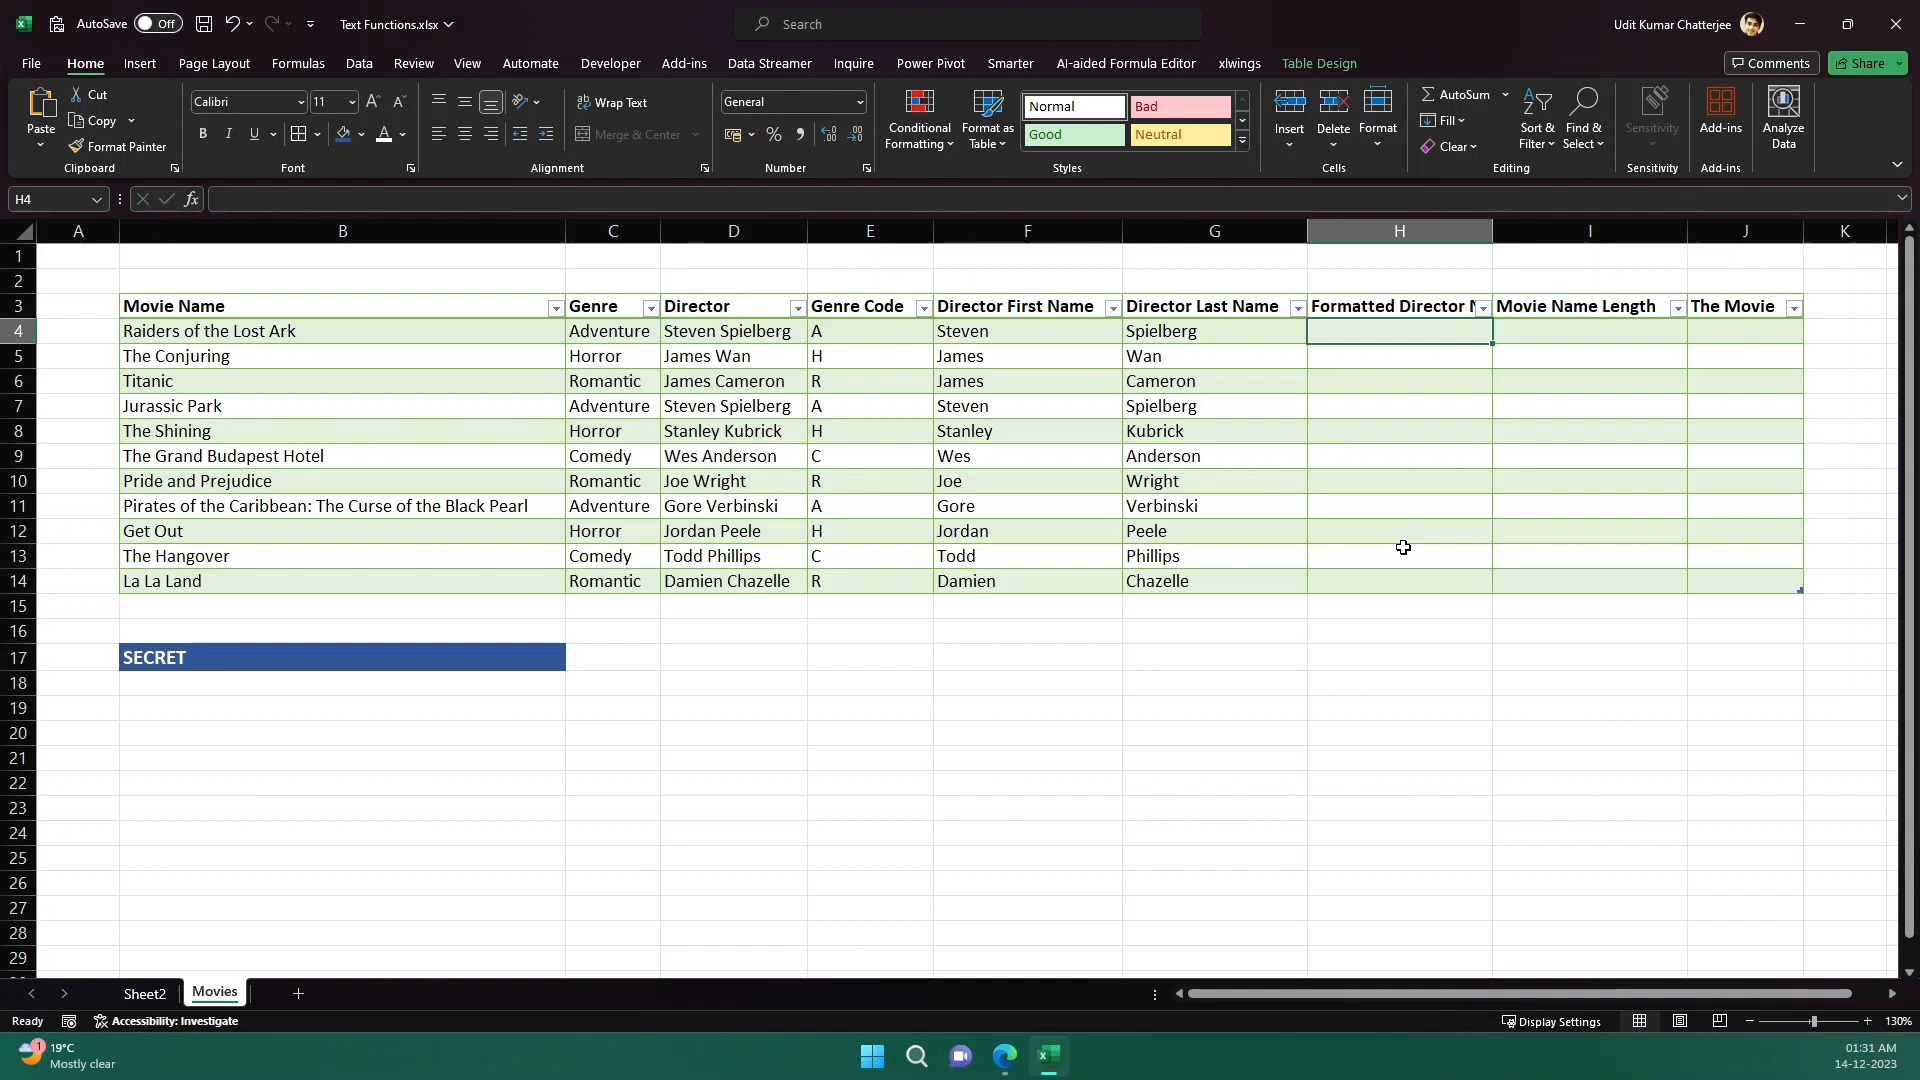 AutoSave Off Text Functions.xlsx Search Udit Kumar Chatterjee
File Home Insert Page Layout Formulas Data Review View Automate Developer Add-ins Data Streamer Inquire Power Pivot Smarter AI-aided Formula Editor xlwings Table Design Comments Share
Paste Cut Copy Format Painter Clipboard
Calibri 11 B I U A Font
Wrap Text Merge & Center Alignment
General % Number
Conditional Formatting Format as Table Normal Bad Good Neutral Styles
Insert Delete Format Cells
AutoSum Fill Clear Sort & Filter Find & Select Editing
Sensitivity Sensitivity
Add-ins Add-ins
Analyze Data
H4 fx
A B C D E F G H I J K
1
2
3 Movie Name Genre Director Genre Code Director First Name Director Last Name Formatted Director Movie Name Length The Movie
4 Raiders of the Lost Ark Adventure Steven Spielberg A Steven Spielberg
5 The Conjuring Horror James Wan H James Wan
6 Titanic Romantic James Cameron R James Cameron
7 Jurassic Park Adventure Steven Spielberg A Steven Spielberg
8 The Shining Horror Stanley Kubrick H Stanley Kubrick
9 The Grand Budapest Hotel Comedy Wes Anderson C Wes Anderson
10 Pride and Prejudice Romantic Joe Wright R Joe Wright
11 Pirates of the Caribbean: The Curse of the Black Pearl Adventure Gore Verbinski A Gore Verbinski
12 Get Out Horror Jordan Peele H Jordan Peele
13 The Hangover Comedy Todd Phillips C Todd Phillips
14 La La Land Romantic Damien Chazelle R Damien Chazelle
15
16
17 SECRET
18
19
20
21
22
23
24
25
26
27
28
29
Sheet2 Movies
Ready Accessibility: Investigate Display Settings 130%
1 19°C
Mostly clear
01:31 AM
14-12-2023